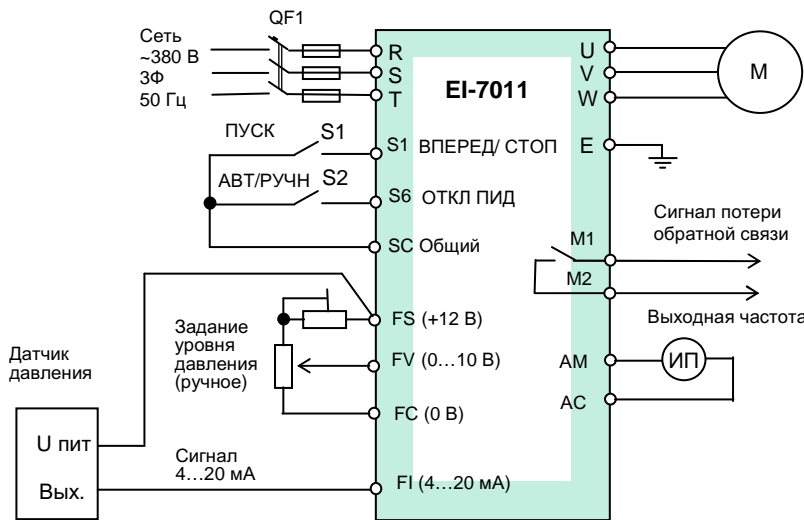 QF1
Сеть
~380 В
3Ф
50 Гц
R
S
T
EI-7011
U
V
W
М
ПУСК
S1
S1 ВПЕРЕД/ СТОП
E
АВТ/РУЧН
S2
S6 ОТКЛ ПИД
SC Общий
Сигнал потери
обратной связи
M1
M2
Выходная частота
FS (+12 В)
Задание
уровня
давления
(ручное)
FV (0...10 В)
FC (0 В)
AM
ИП
AC
Датчик
давления
U пит
Вых.
Сигнал
4...20 мА
FI (4...20 мА)